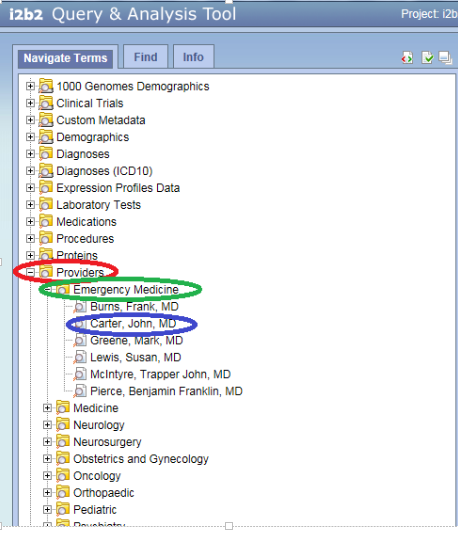 i2b2 Query & Analysis Tool Project: i2b
Navigate Terms Find Info
1000 Genomes Demographics
Clinical Trials
Custom Metadata
Demographics
Diagnoses
Diagnoses (ICD10)
Expression Profiles Data
Laboratory Tests
Medications
Procedures
Proteins
Providers
Emergency Medicine
Burns, Frank, MD
Carter, John, MD
Greene, Mark, MD
Lewis, Susan, MD
McIntyre, Trapper John, MD
Pierce, Benjamin Franklin, MD
Medicine
Neurology
Neurosurgery
Obstetrics and Gynecology
Oncology
Orthopaedic
Pediatric
Psychiatry